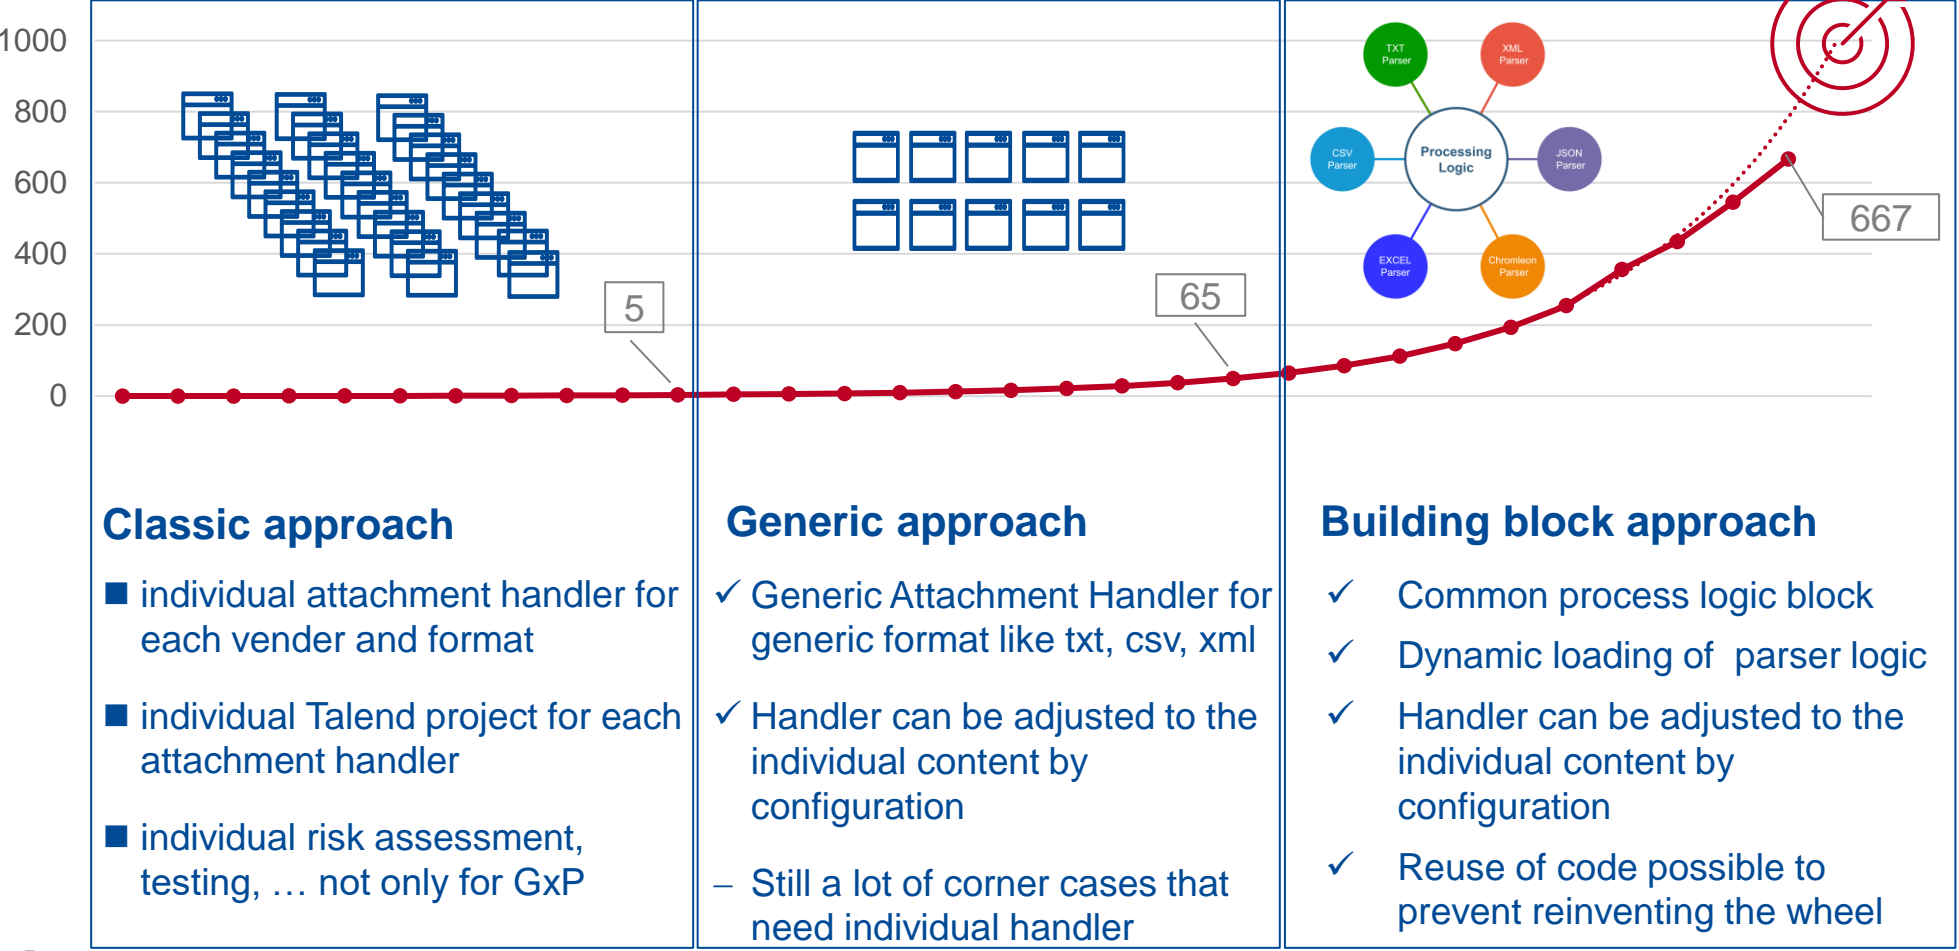 1000
800
600
400
200
0
5
65
667
TXT
Parser
XML
Parser
CSV
Parser
Processing
Logic
JSON
Parser
EXCEL
Parser
Chromleon
Parser
Classic approach
individual attachment handler for
each vender and format
individual Talend project for each
attachment handler
individual risk assessment,
testing, … not only for GxP
Generic approach
Generic Attachment Handler for
generic format like txt, csv, xml
Handler can be adjusted to the
individual content by
configuration
– Still a lot of corner cases that
need individual handler
Building block approach
Common process logic block
Dynamic loading of  parser logic
Handler can be adjusted to the
individual content by
configuration
Reuse of code possible to
prevent reinventing the wheel